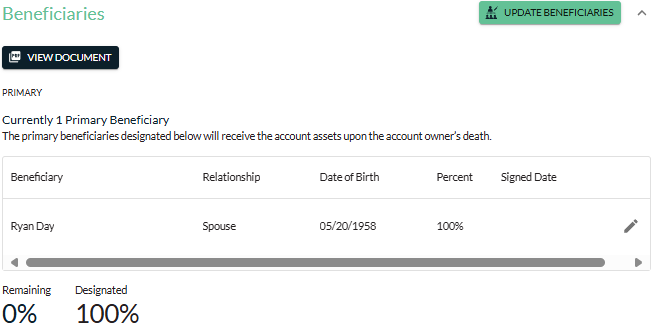 Beneficiaries
UPDATE BENEFICIARIES
VIEW DOCUMENT
PRIMARY
Currently 1 Primary Beneficiary
The primary beneficiaries designated below will receive the account assets upon the account owner's death.
Beneficiary Relationship Date of Birth Percent Signed Date
Ryan Day Spouse 05/20/1958 100%
Remaining Designated
0% 100%